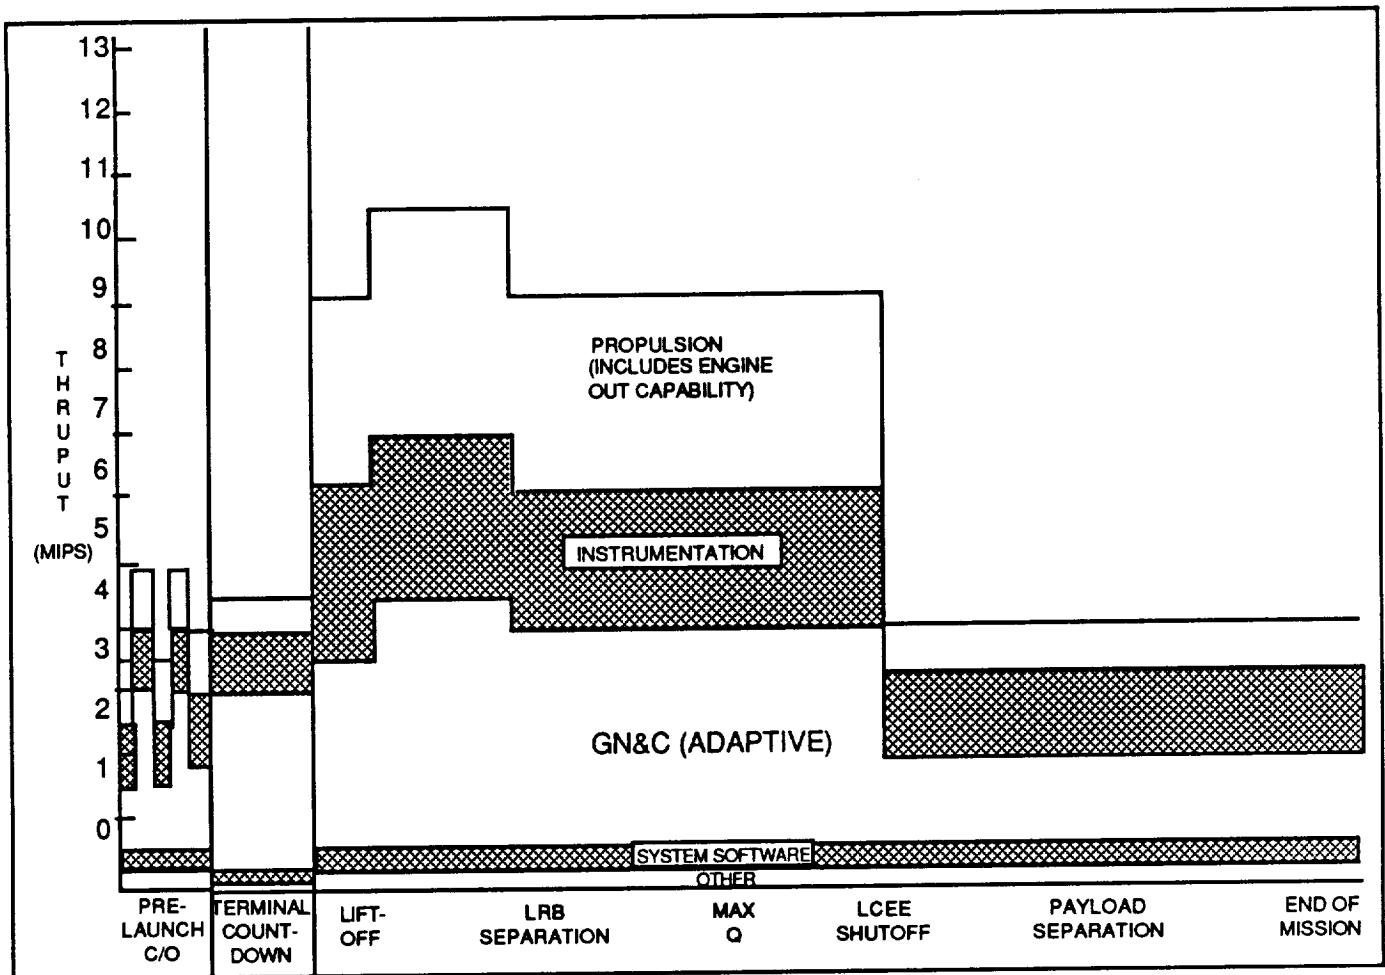 13
12
11
10
9
8
7
6
5
4
3
2
1
0
THRUPUT
(MIPS)
PROPULSION
(INCLUDES ENGINE
OUT CAPABILITY)
INSTRUMENTATION
GN&C (ADAPTIVE)
SYSTEM SOFTWARE
OTHER
PRE-
LAUNCH
C/O
TERMINAL
COUNT-
DOWN
LIFT-
OFF
LRB
SEPARATION
MAX
Q
LCEE
SHUTOFF
PAYLOAD
SEPARATION
END OF
MISSION